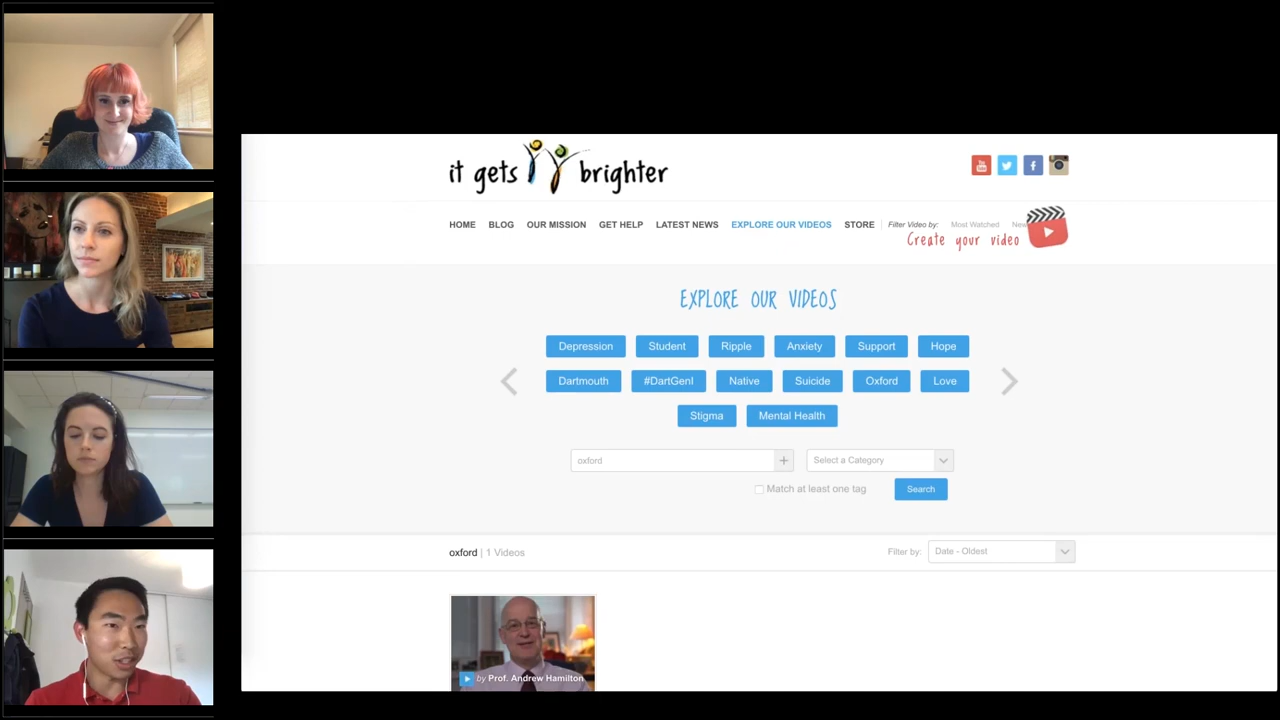 it gets brighter
HOME BLOG OUR MISSION GET HELP LATEST NEWS EXPLORE OUR VIDEOS STORE Filter Video by: Most Watched
Create your video
EXPLORE OUR VIDEOS
Depression Student Ripple Anxiety Support Hope
Dartmouth #DartGenI Native Suicide Oxford Love
Stigma Mental Health
oxford + Select a Category
Match at least one tag Search
oxford | 1 Videos Filter by: Date - Oldest
by Prof. Andrew Hamilton